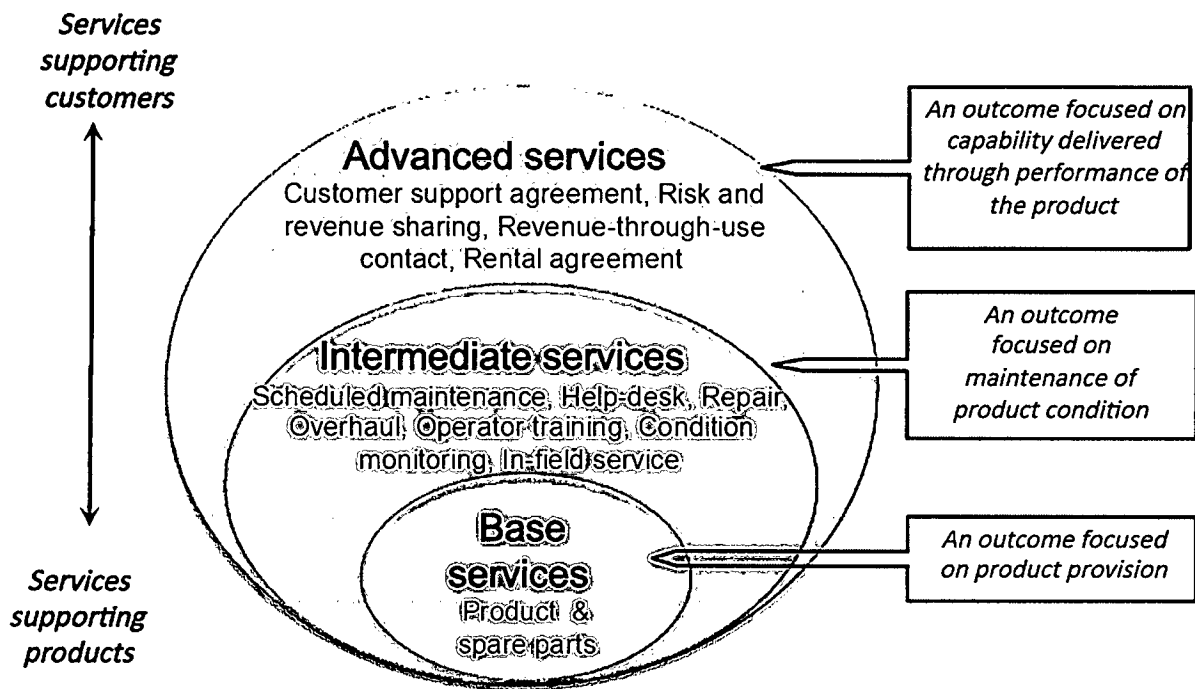 Services
supporting
customers
Advanced services
Customer support agreement, Risk and
revenue sharing, Revenue-through-use
contact, Rental agreement
An outcome focused on
capability delivered
through performance of
the product
Intermediate services
Scheduled maintenance, Help-desk, Repair,
Overhaul, Operator training, Condition
monitoring, In-field service
An outcome
focused on
maintenance of
product condition
Base
services
Product &
spare parts
An outcome focused
on product provision
Services
supporting
products